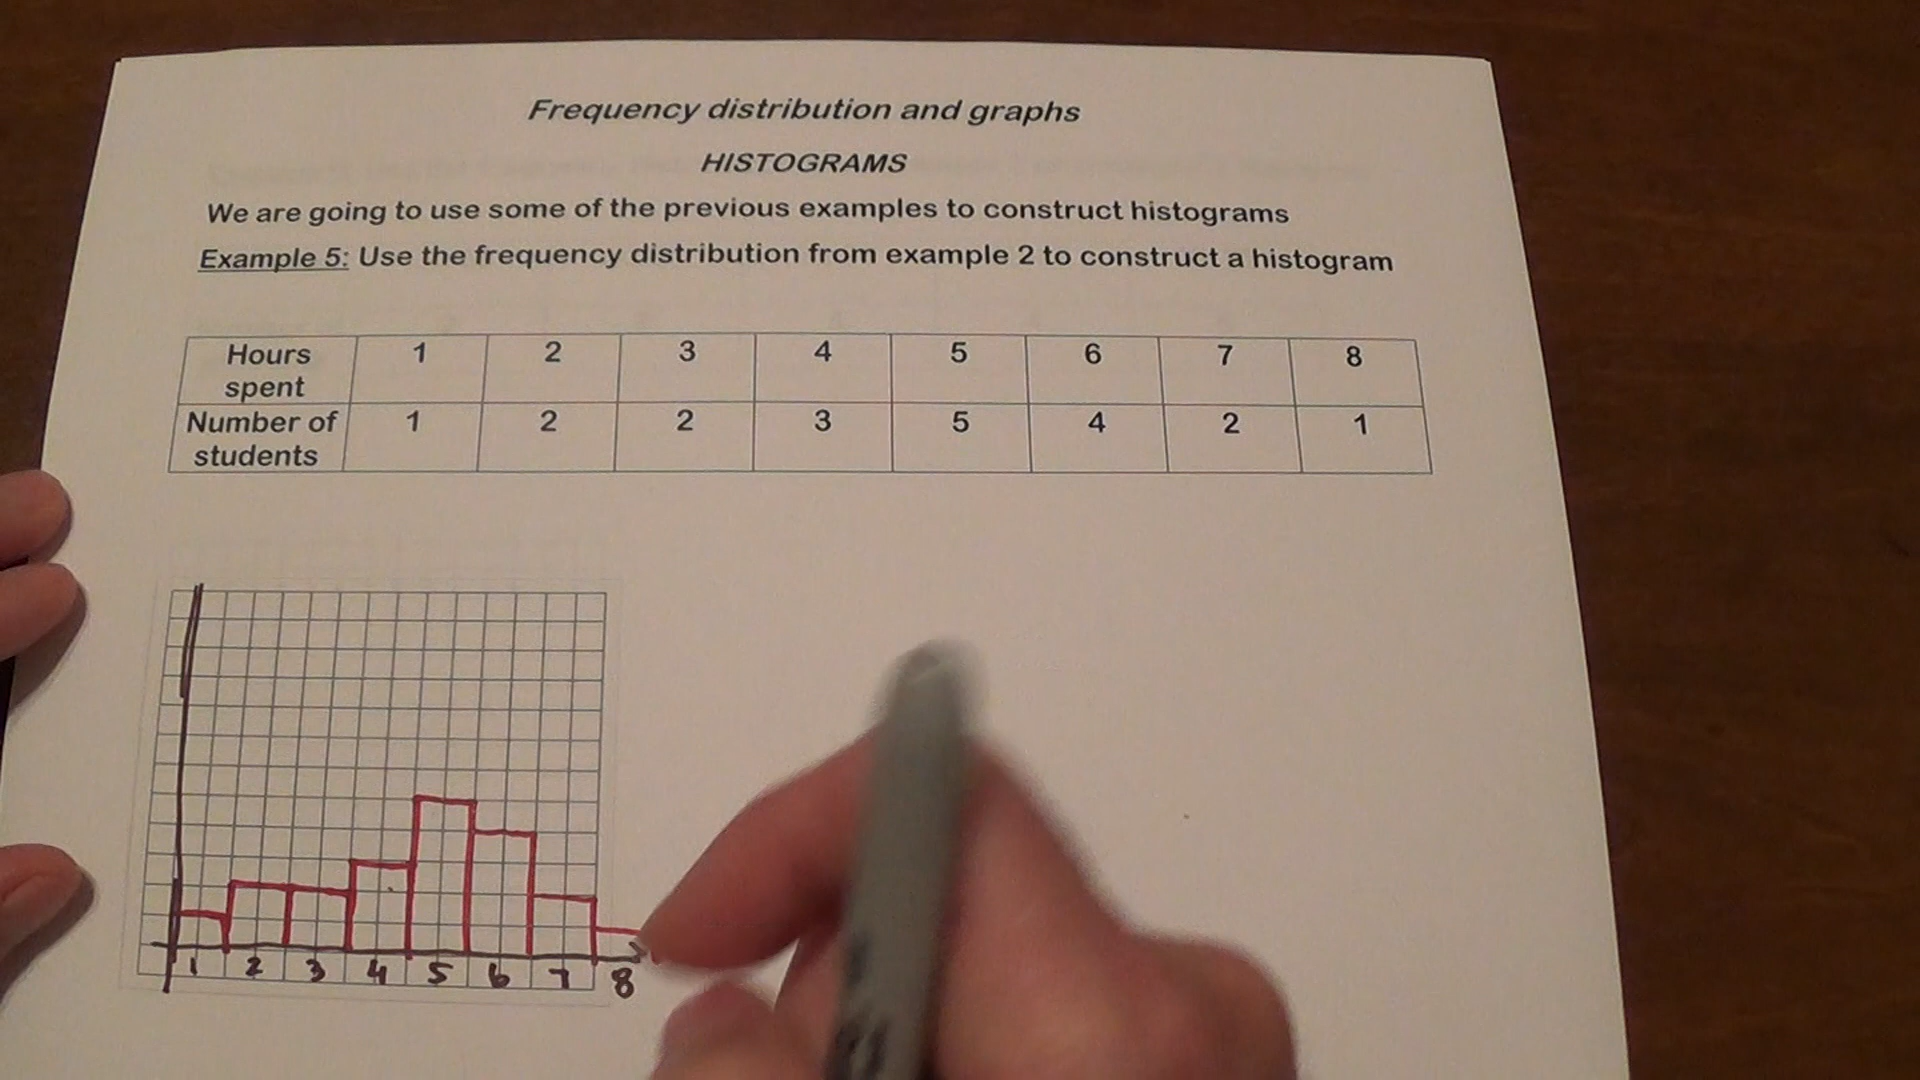 Frequency distribution and graphs
HISTOGRAMS
We are going to use some of the previous examples to construct histograms
Example 5: Use the frequency distribution from example 2 to construct a histogram
Hours spent 1 2 3 4 5 6 7 8
Number of students 1 2 2 3 5 4 2 1
1 2 3 4 5 6 7 8